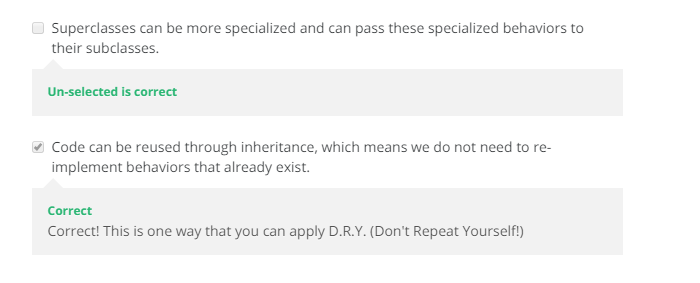 Superclasses can be more specialized and can pass these specialized behaviors to
their subclasses.
Un-selected is correct
Code can be reused through inheritance, which means we do not need to re-
implement behaviors that already exist.
Correct
Correct! This is one way that you can apply D.R.Y. (Don't Repeat Yourself!)